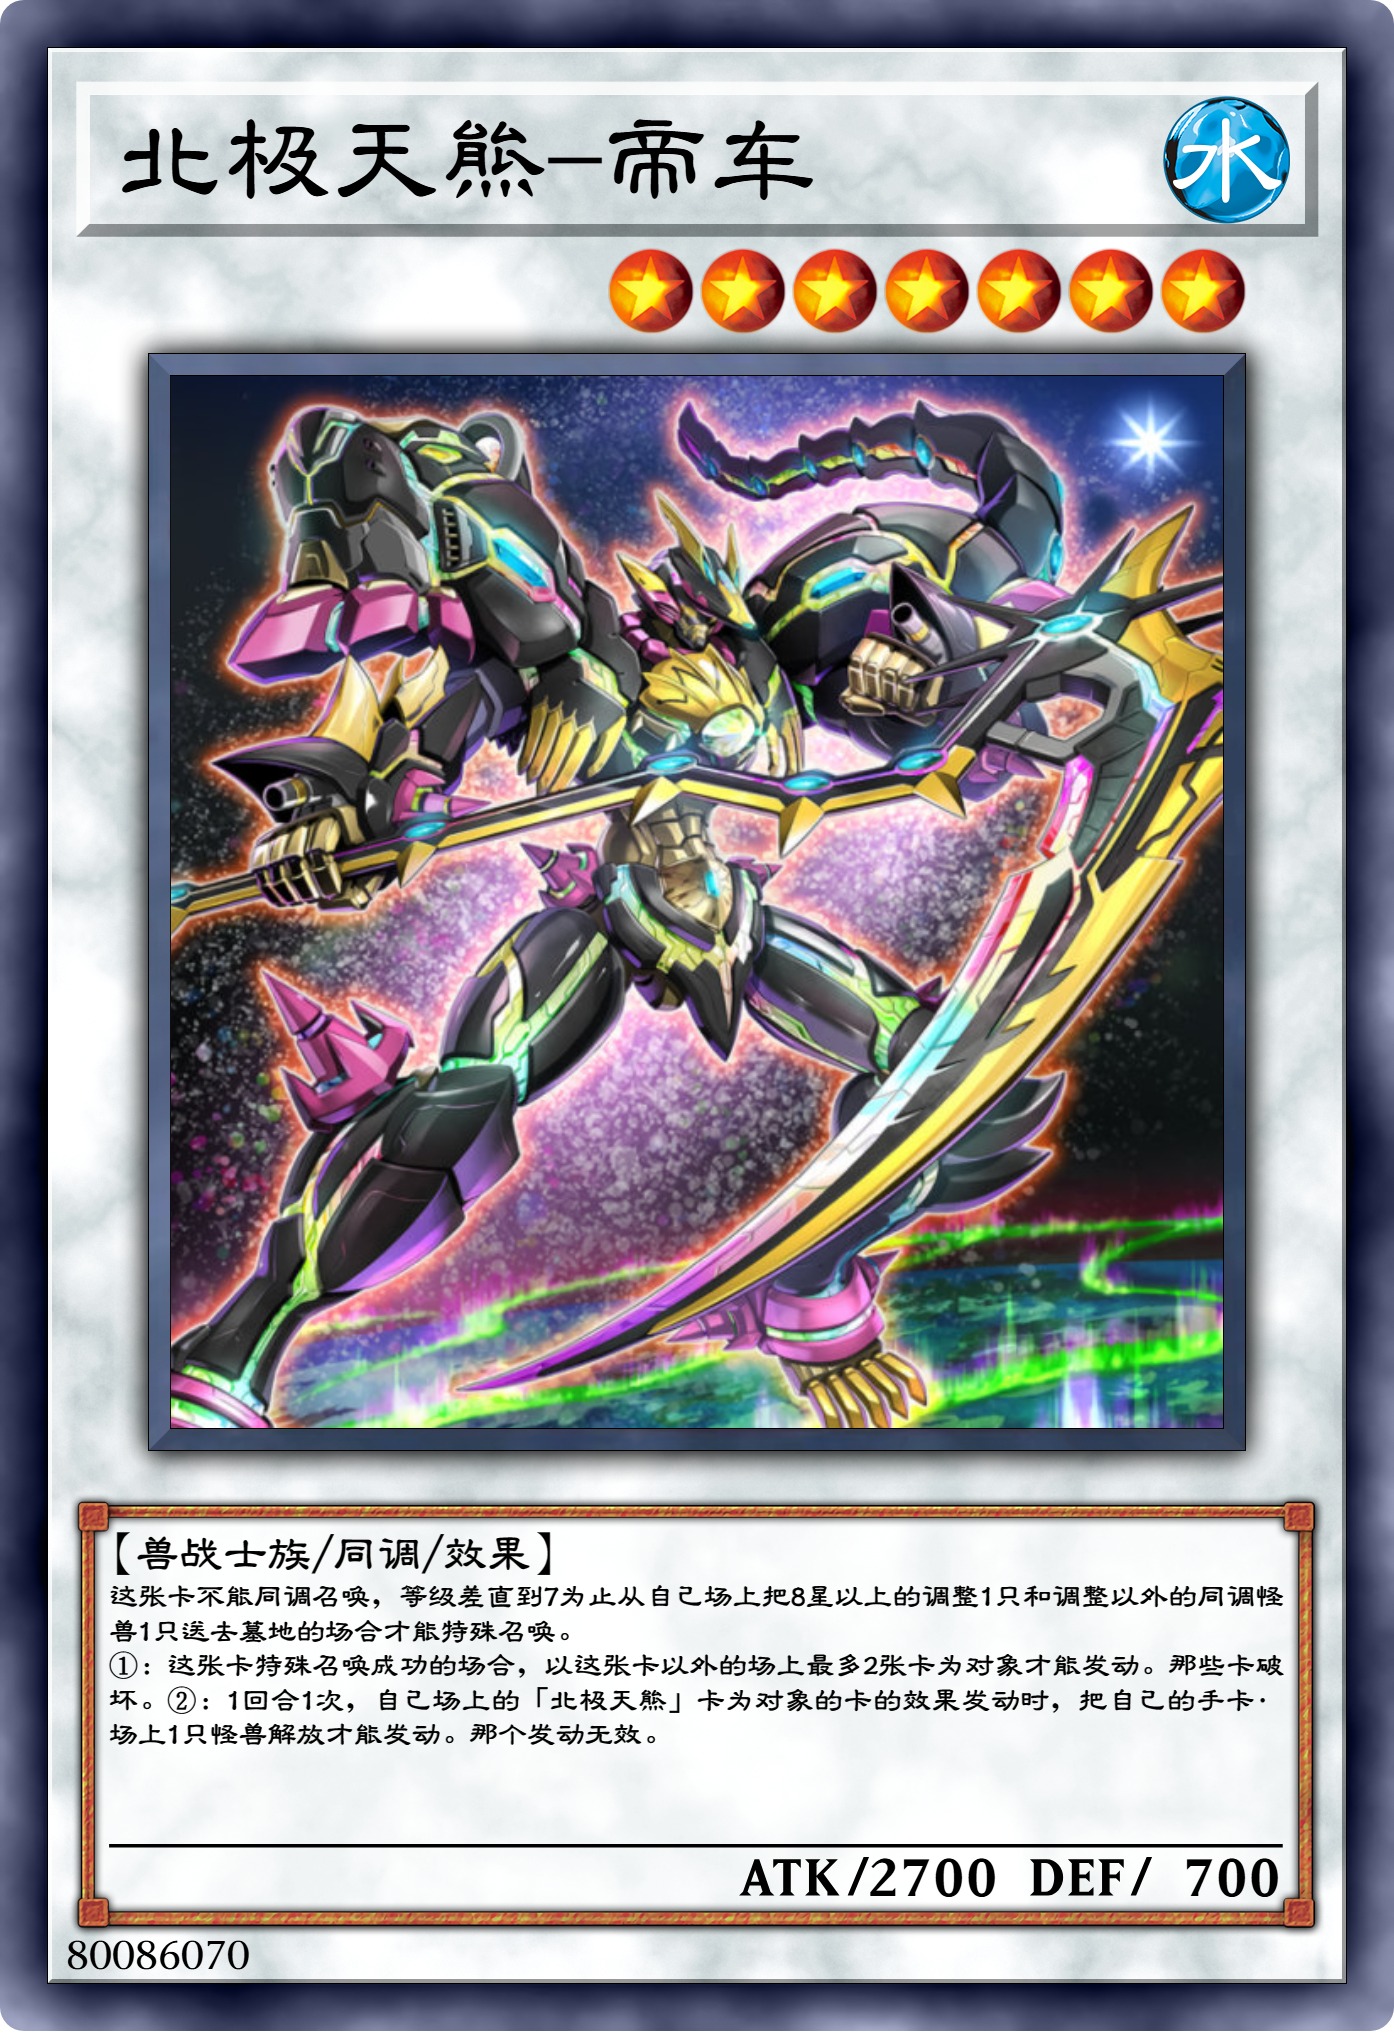 北极天熊-帝车
水
【兽战士族/同调/效果】
这张卡不能同调召唤，等级差直到7为止从自己场上把8星以上的调整1只和调整以外的同调怪
兽1只送去墓地的场合才能特殊召唤。
①：这张卡特殊召唤成功的场合，以这张卡以外的场上最多2张卡为对象才能发动。那些卡破
坏。②：1回合1次，自己场上的「北极天熊」卡为对象的卡的效果发动时，把自己的手卡·
场上1只怪兽解放才能发动。那个发动无效。
ATK/2700 DEF/ 700
80086070